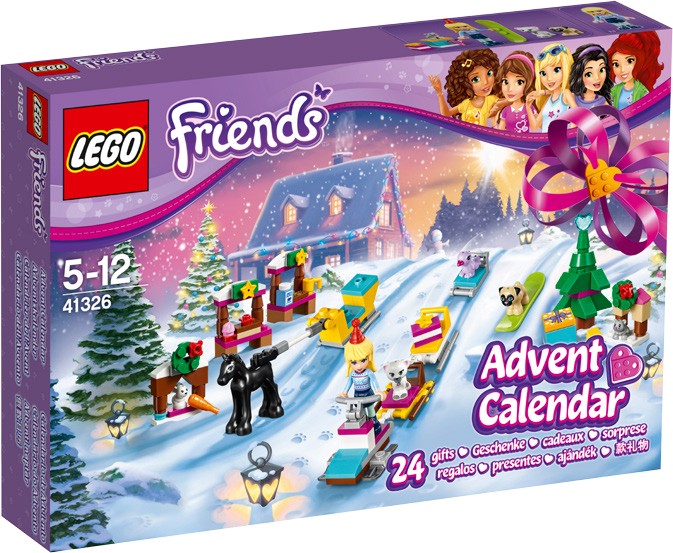 LEGO
Friends
5-12
41326
Advent
Calendar
24 gifts Geschenke cadeaux sorprese
regalos presentes ajándék 款礼物
41326
LEGO
Friends